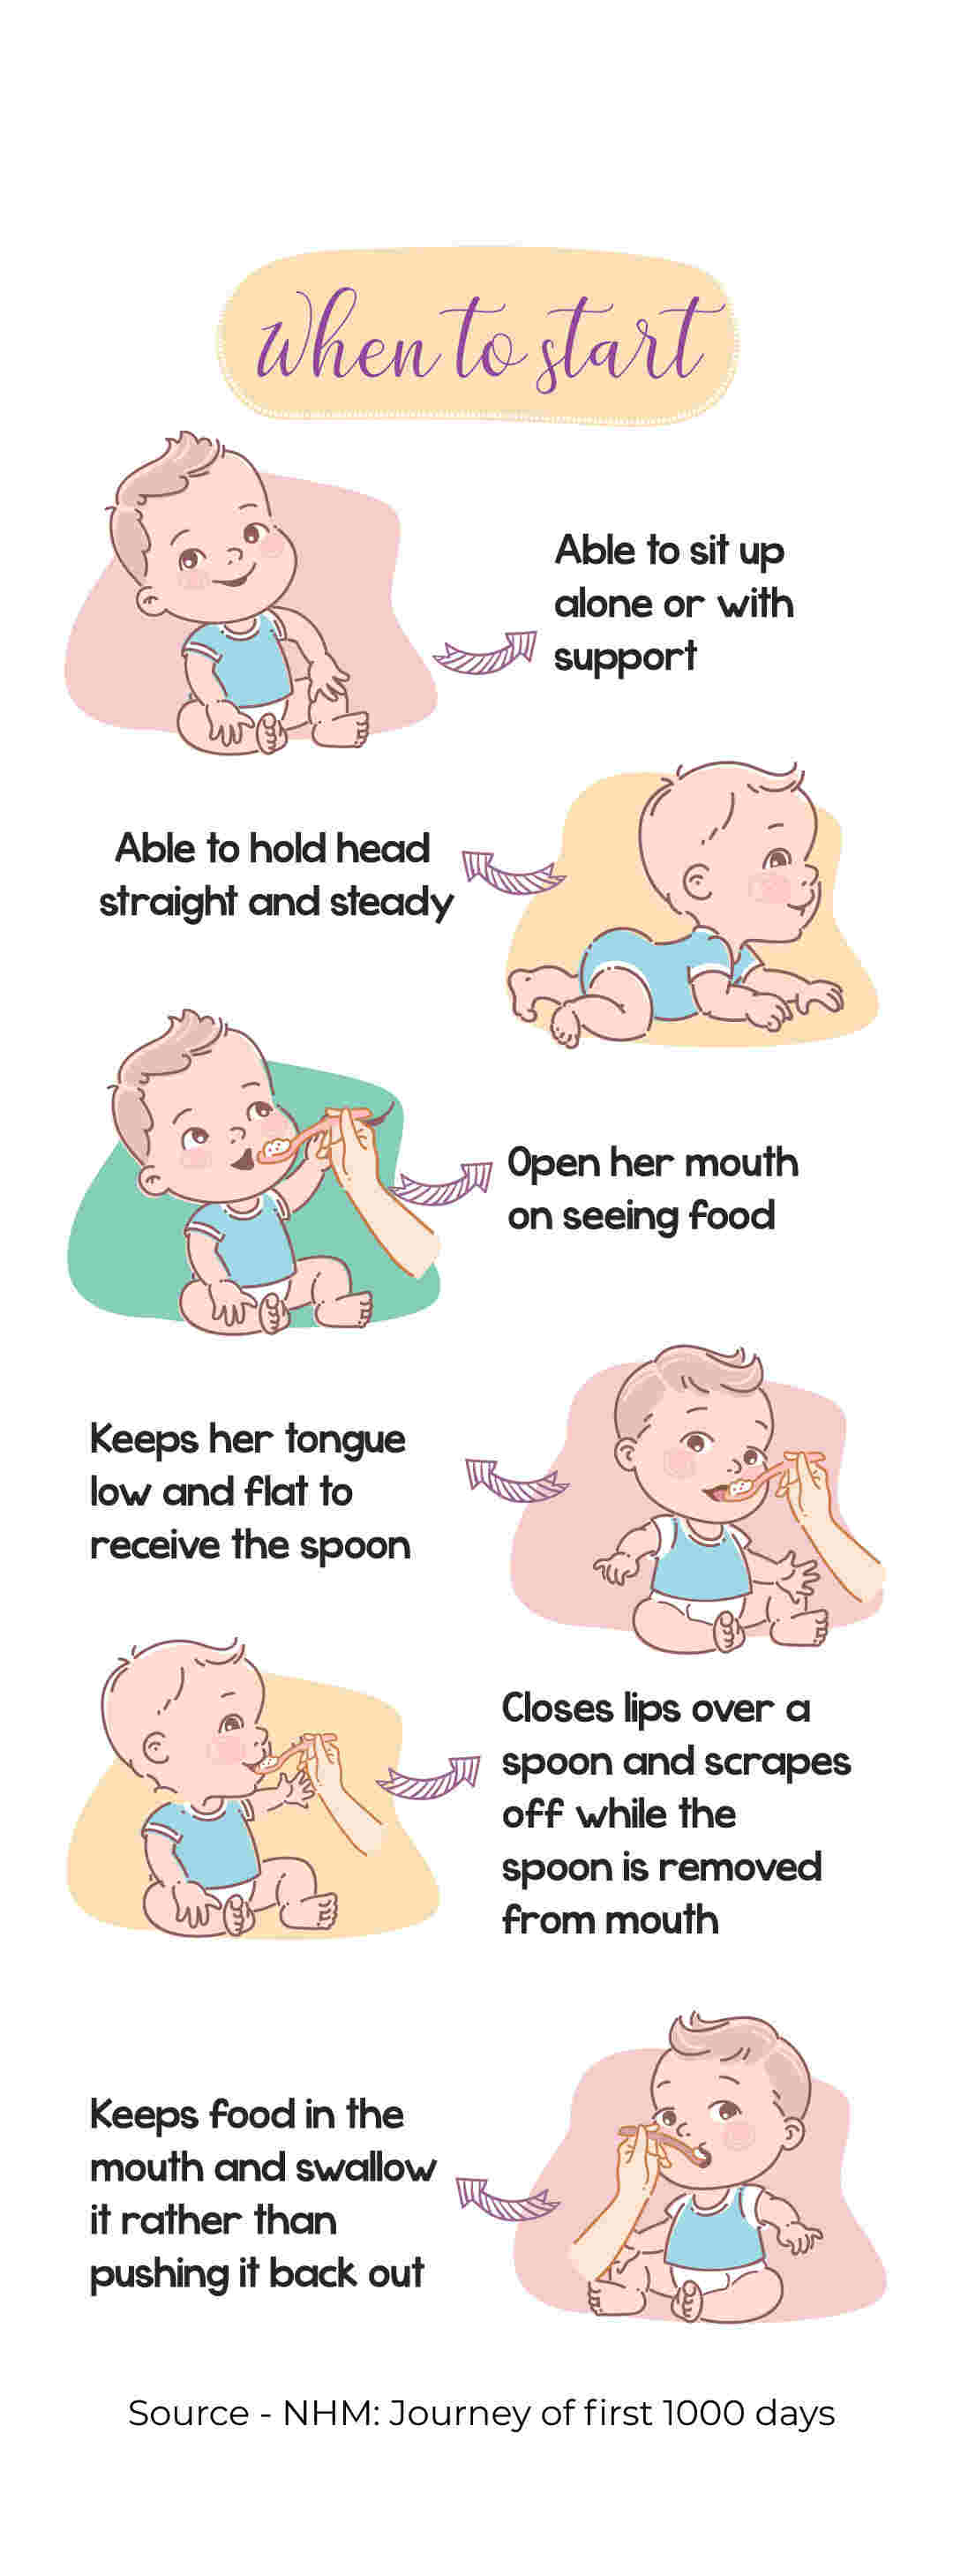 When to start
Able to sit up
alone or with
support
Able to hold head
straight and steady
Open her mouth
on seeing food
Keeps her tongue
low and flat to
receive the spoon
Closes lips over a
spoon and scrapes
off while the
spoon is removed
from mouth
Keeps food in the
mouth and swallow
it rather than
pushing it back out
Source - NHM: Journey of first 1000 days